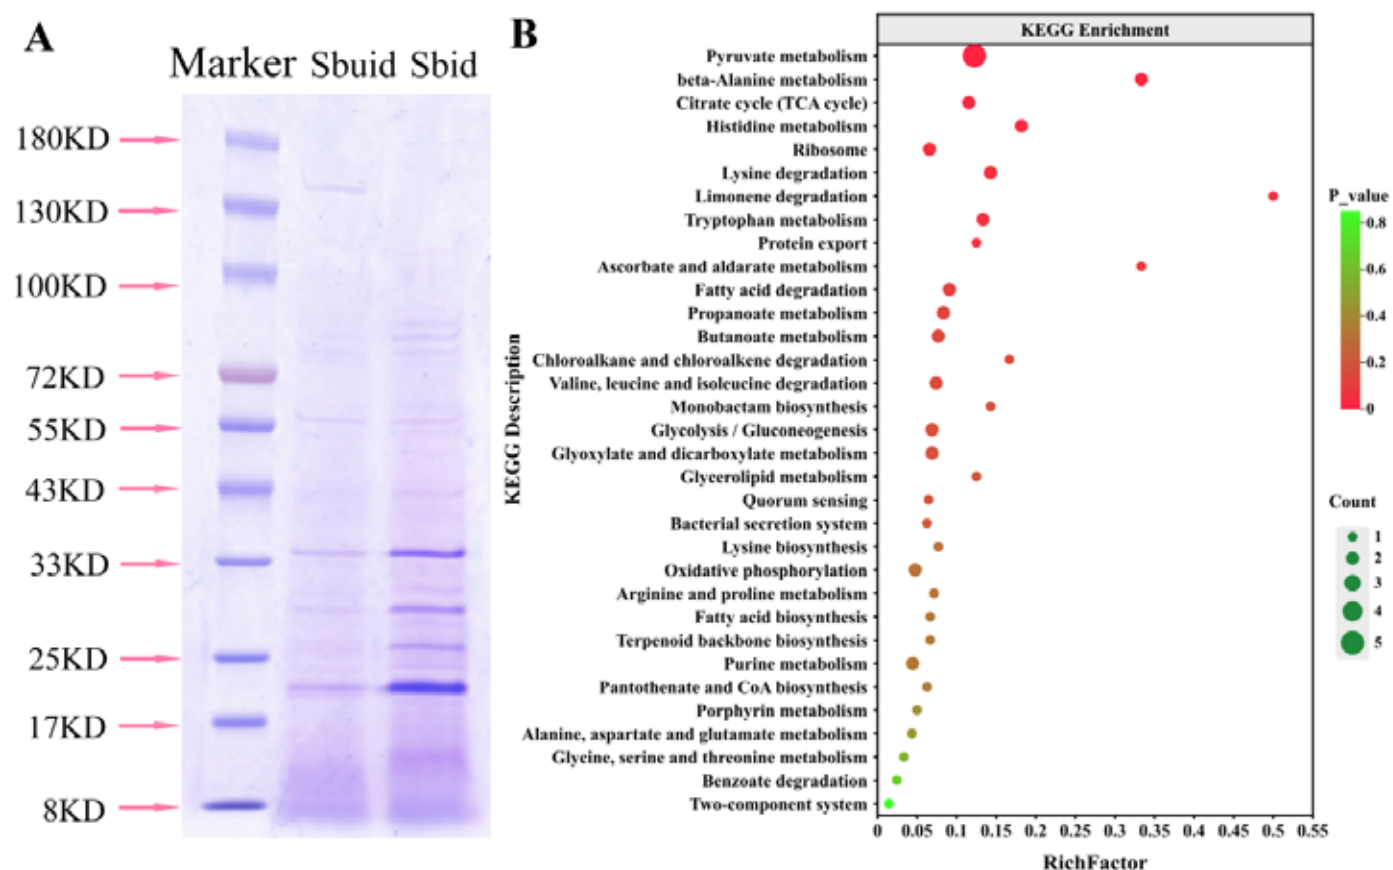 A
Marker Sbuid Sbid
180KD
130KD
100KD
72KD
55KD
43KD
33KD
25KD
17KD
8KD
B
KEGG Enrichment
KEGG Description
Pyruvate metabolism
beta-Alanine metabolism
Citrate cycle (TCA cycle)
Histidine metabolism
Ribosome
Lysine degradation
Limonene degradation
Tryptophan metabolism
Protein export
Ascorbate and aldarate metabolism
Fatty acid degradation
Propanoate metabolism
Butanoate metabolism
Chloroalkane and chloroalkene degradation
Valine, leucine and isoleucine degradation
Monobactam biosynthesis
Glycolysis / Gluconeogenesis
Glyoxylate and dicarboxylate metabolism
Glycerolipid metabolism
Quorum sensing
Bacterial secretion system
Lysine biosynthesis
Oxidative phosphorylation
Arginine and proline metabolism
Fatty acid biosynthesis
Terpenoid backbone biosynthesis
Purine metabolism
Pantothenate and CoA biosynthesis
Porphyrin metabolism
Alanine, aspartate and glutamate metabolism
Glycine, serine and threonine metabolism
Benzoate degradation
Two-component system
0 0.05 0.1 0.15 0.2 0.25 0.3 0.35 0.4 0.45 0.5 0.55
RichFactor
P_value
0.8
0.6
0.4
0.2
0
Count
1
2
3
4
5